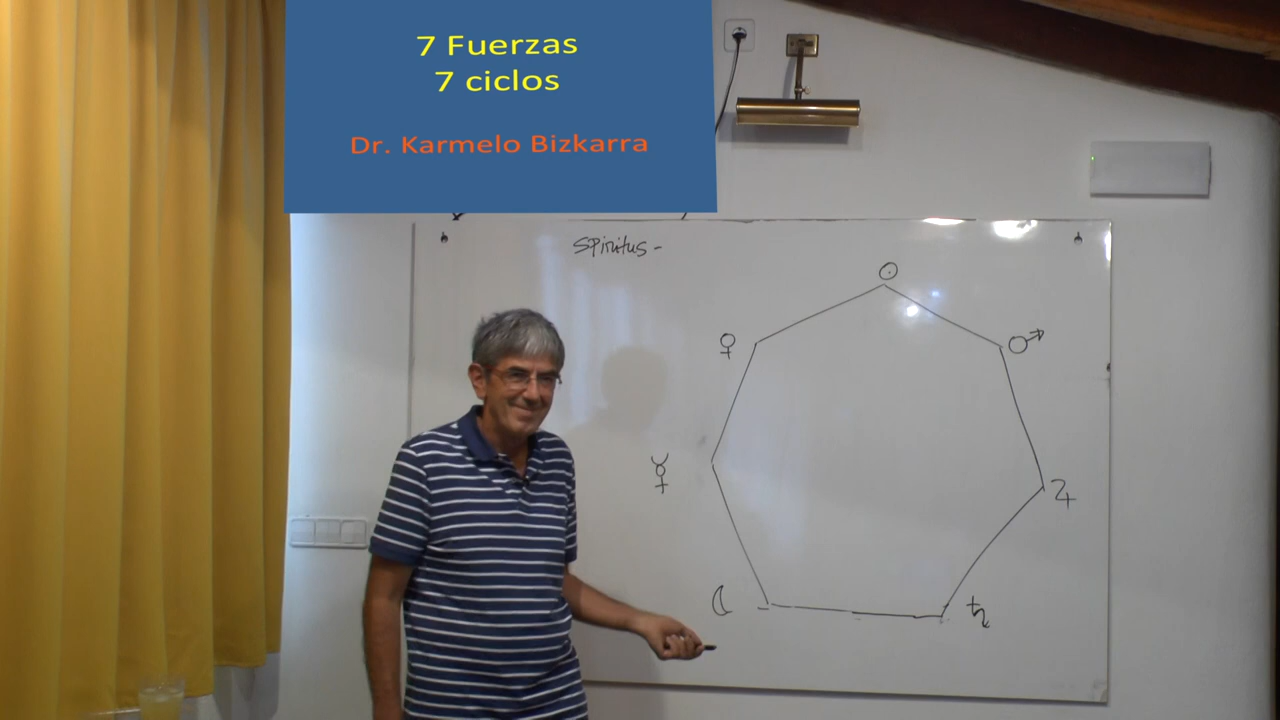 7 Fuerzas
7 ciclos
Dr. Karmelo Bizkarra
Spiritus-
☉
♀
♂
☿
♃
☾
♄